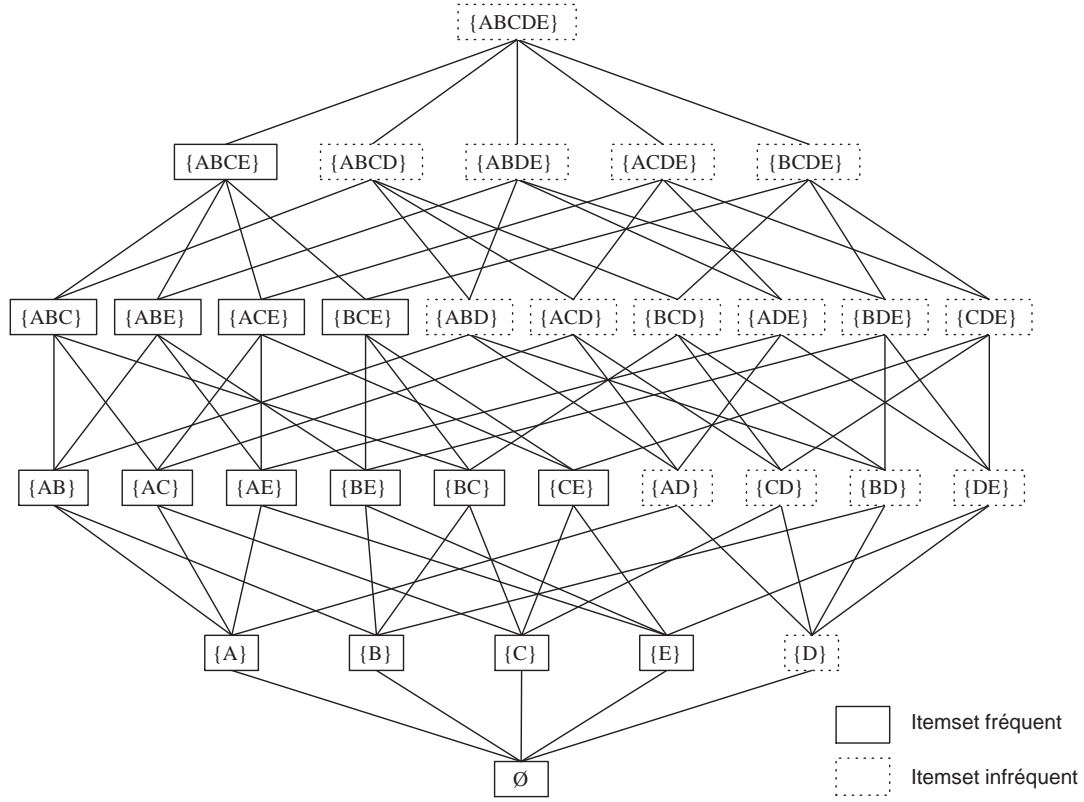 {ABCDE}
{ABCE} {ABCD} {ABDE} {ACDE} {BCDE}
{ABC} {ABE} {ACE} {BCE} {ABD} {ACD} {BCD} {ADE} {BDE} {CDE}
{AB} {AC} {AE} {BE} {BC} {CE} {AD} {CD} {BD} {DE}
{A} {B} {C} {E} {D}
Ø
Itemset fréquent
Itemset infréquent